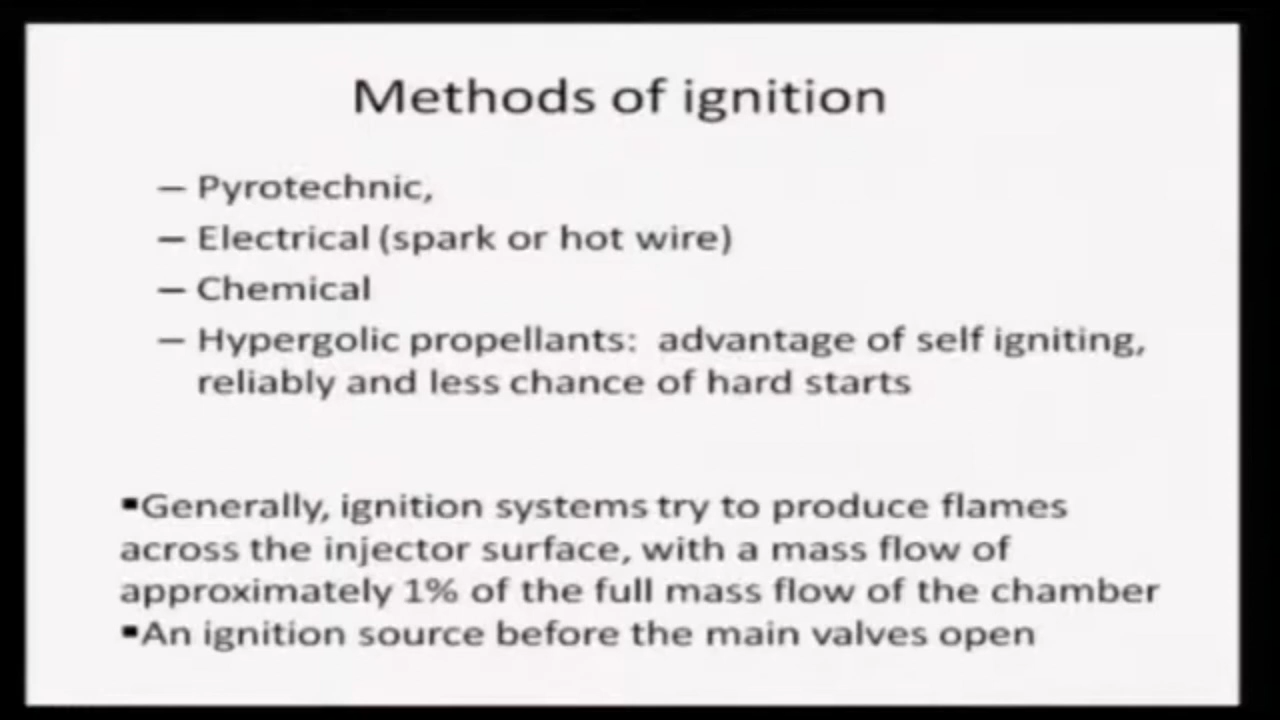 Methods of ignition
– Pyrotechnic,
– Electrical (spark or hot wire)
– Chemical
– Hypergolic propellants: advantage of self igniting,
reliably and less chance of hard starts
▪Generally, ignition systems try to produce flames
across the injector surface, with a mass flow of
approximately 1% of the full mass flow of the chamber
▪An ignition source before the main valves open